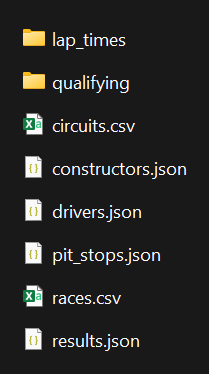 lap_times
qualifying
circuits.csv
constructors.json
drivers.json
pit_stops.json
races.csv
results.json